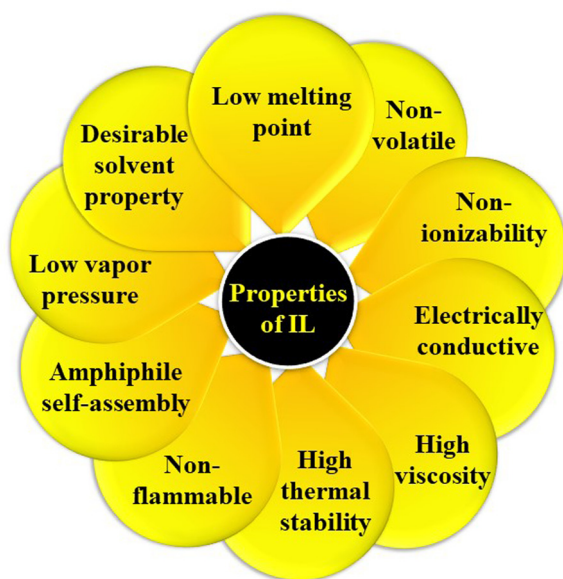 Low melting
point
Non-
volatile
Non-
ionizability
Electrically
conductive
High
viscosity
High
thermal
stability
Non-
flammable
Amphiphile
self-assembly
Low vapor
pressure
Desirable
solvent
property
Properties
of IL